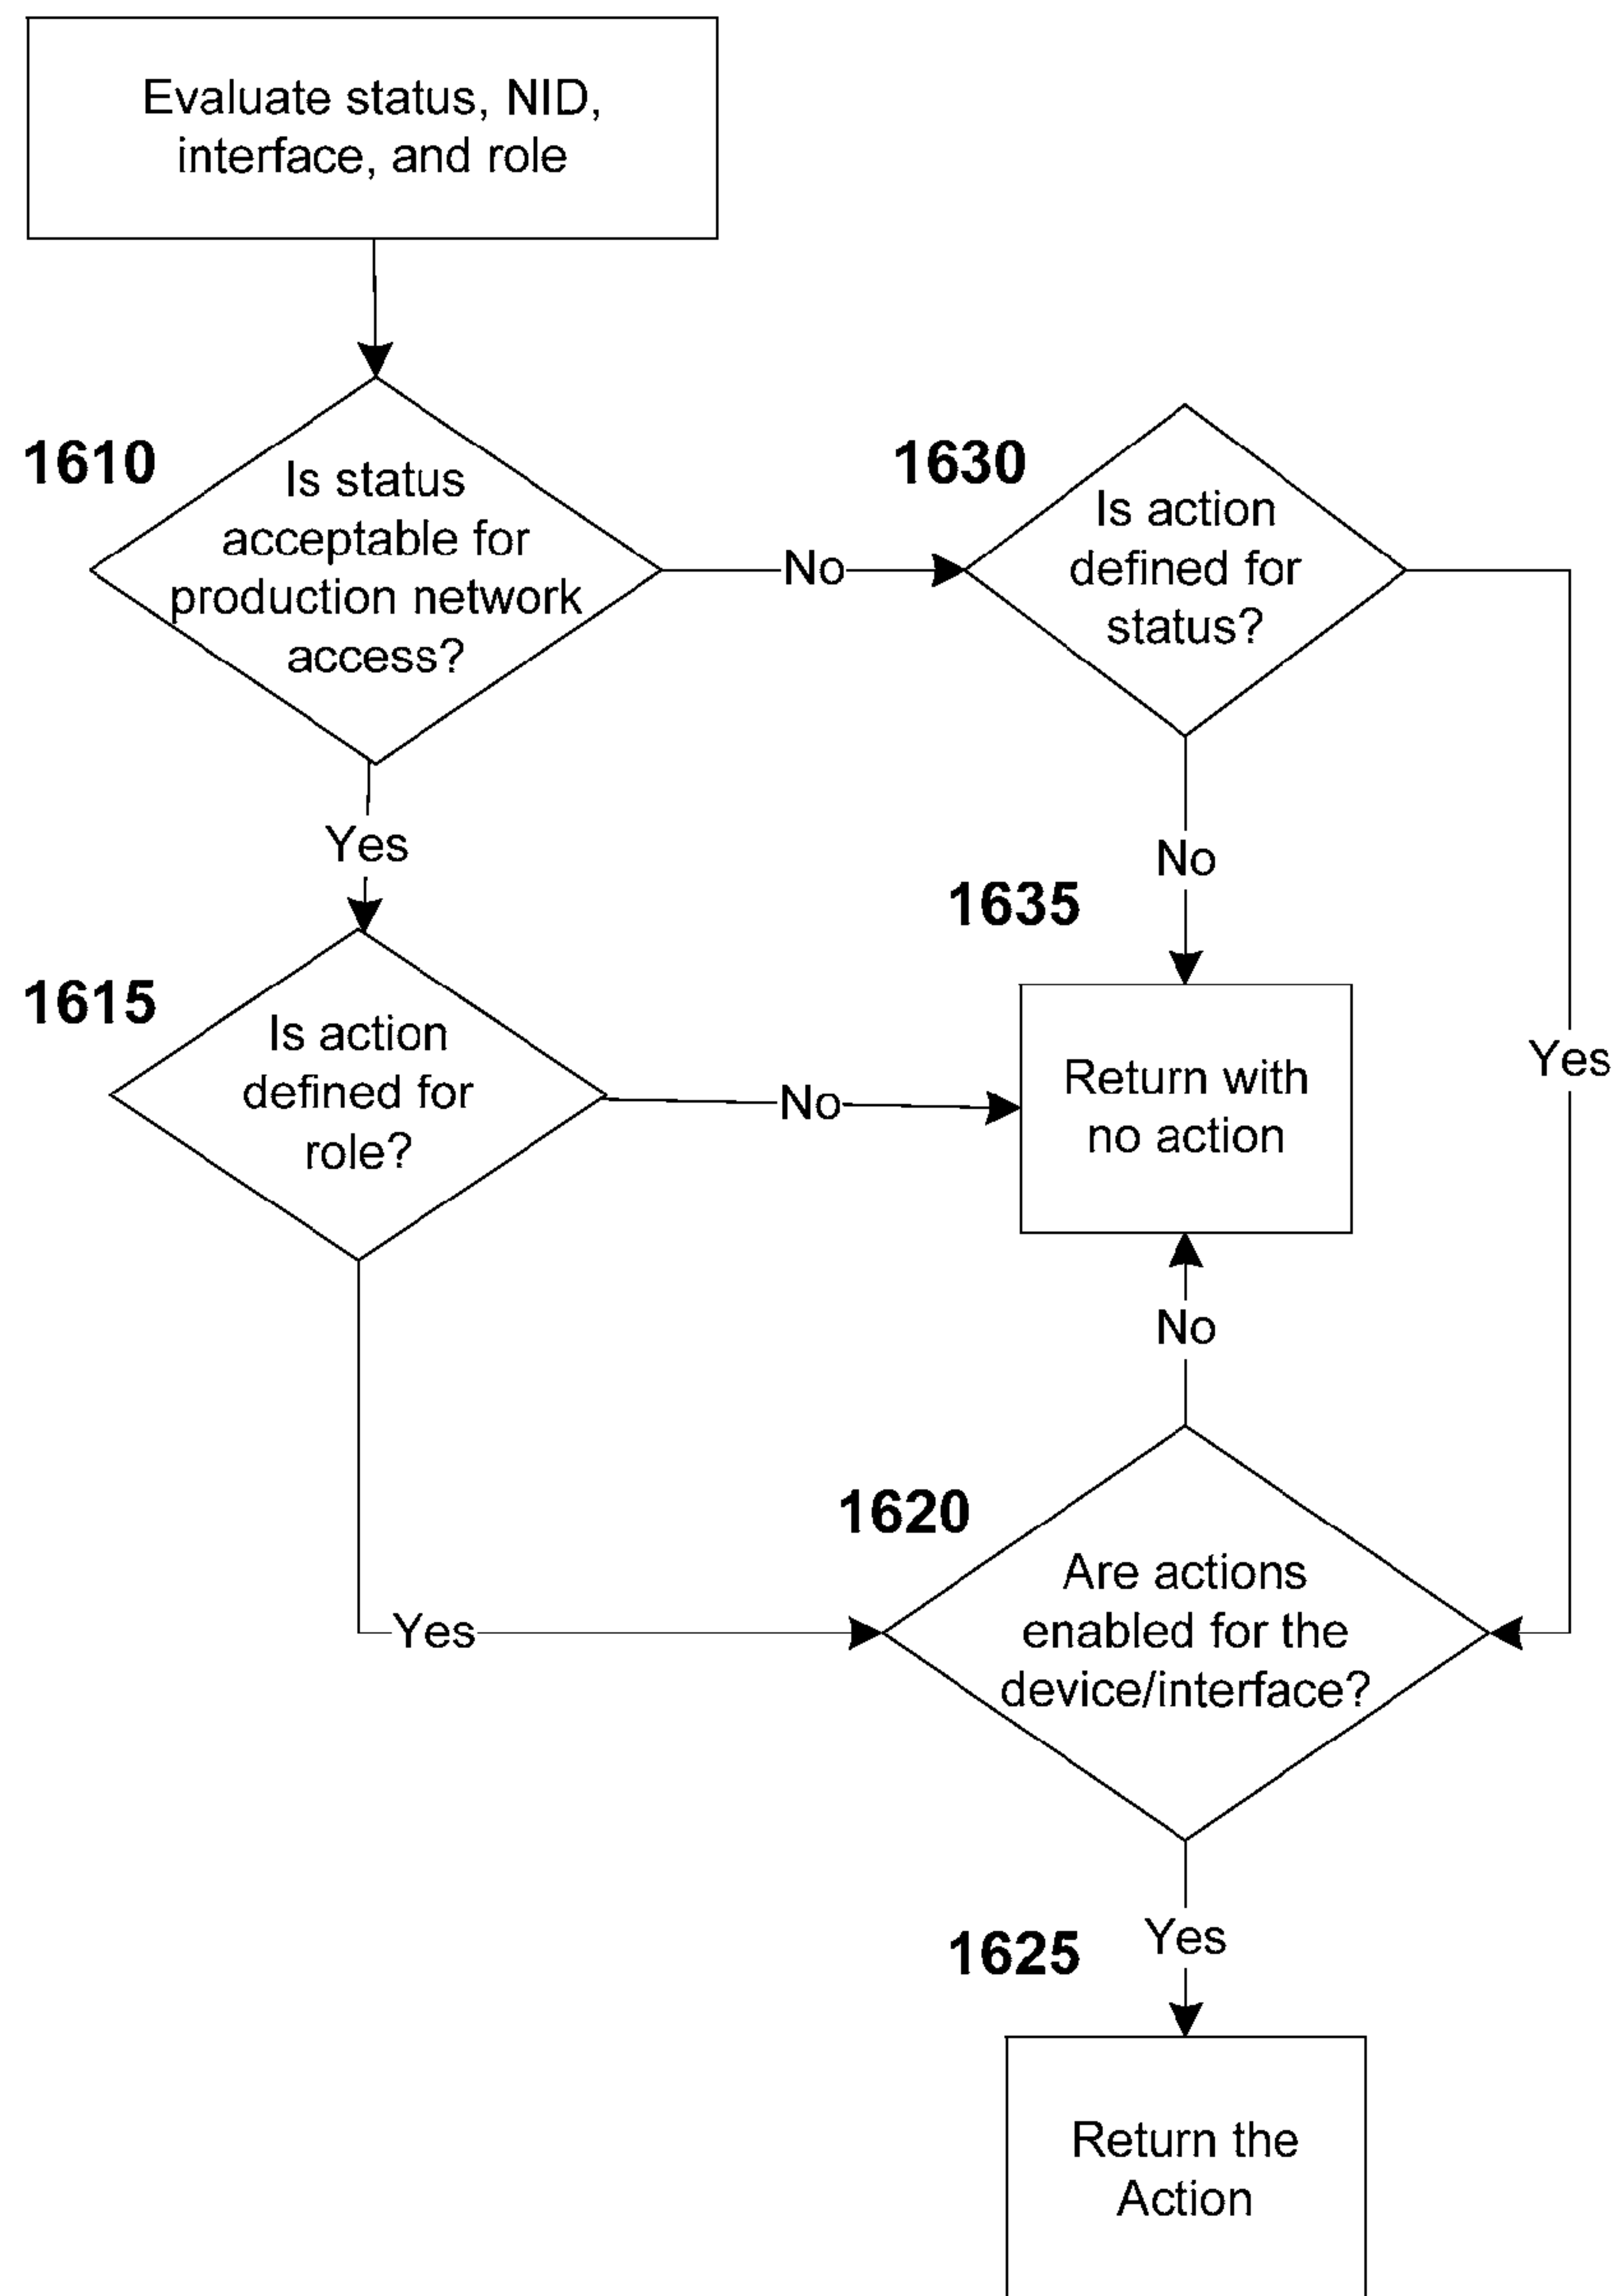 Evaluate status, NID,
interface, and role
1610
Is status
acceptable for
production network
access?
No
1630
Is action
defined for
status?
Yes
No
1635
Yes
1615
Is action
defined for
role?
No
Return with
no action
No
1620
Are actions
enabled for the
device/interface?
Yes
1625
Yes
Return the
Action